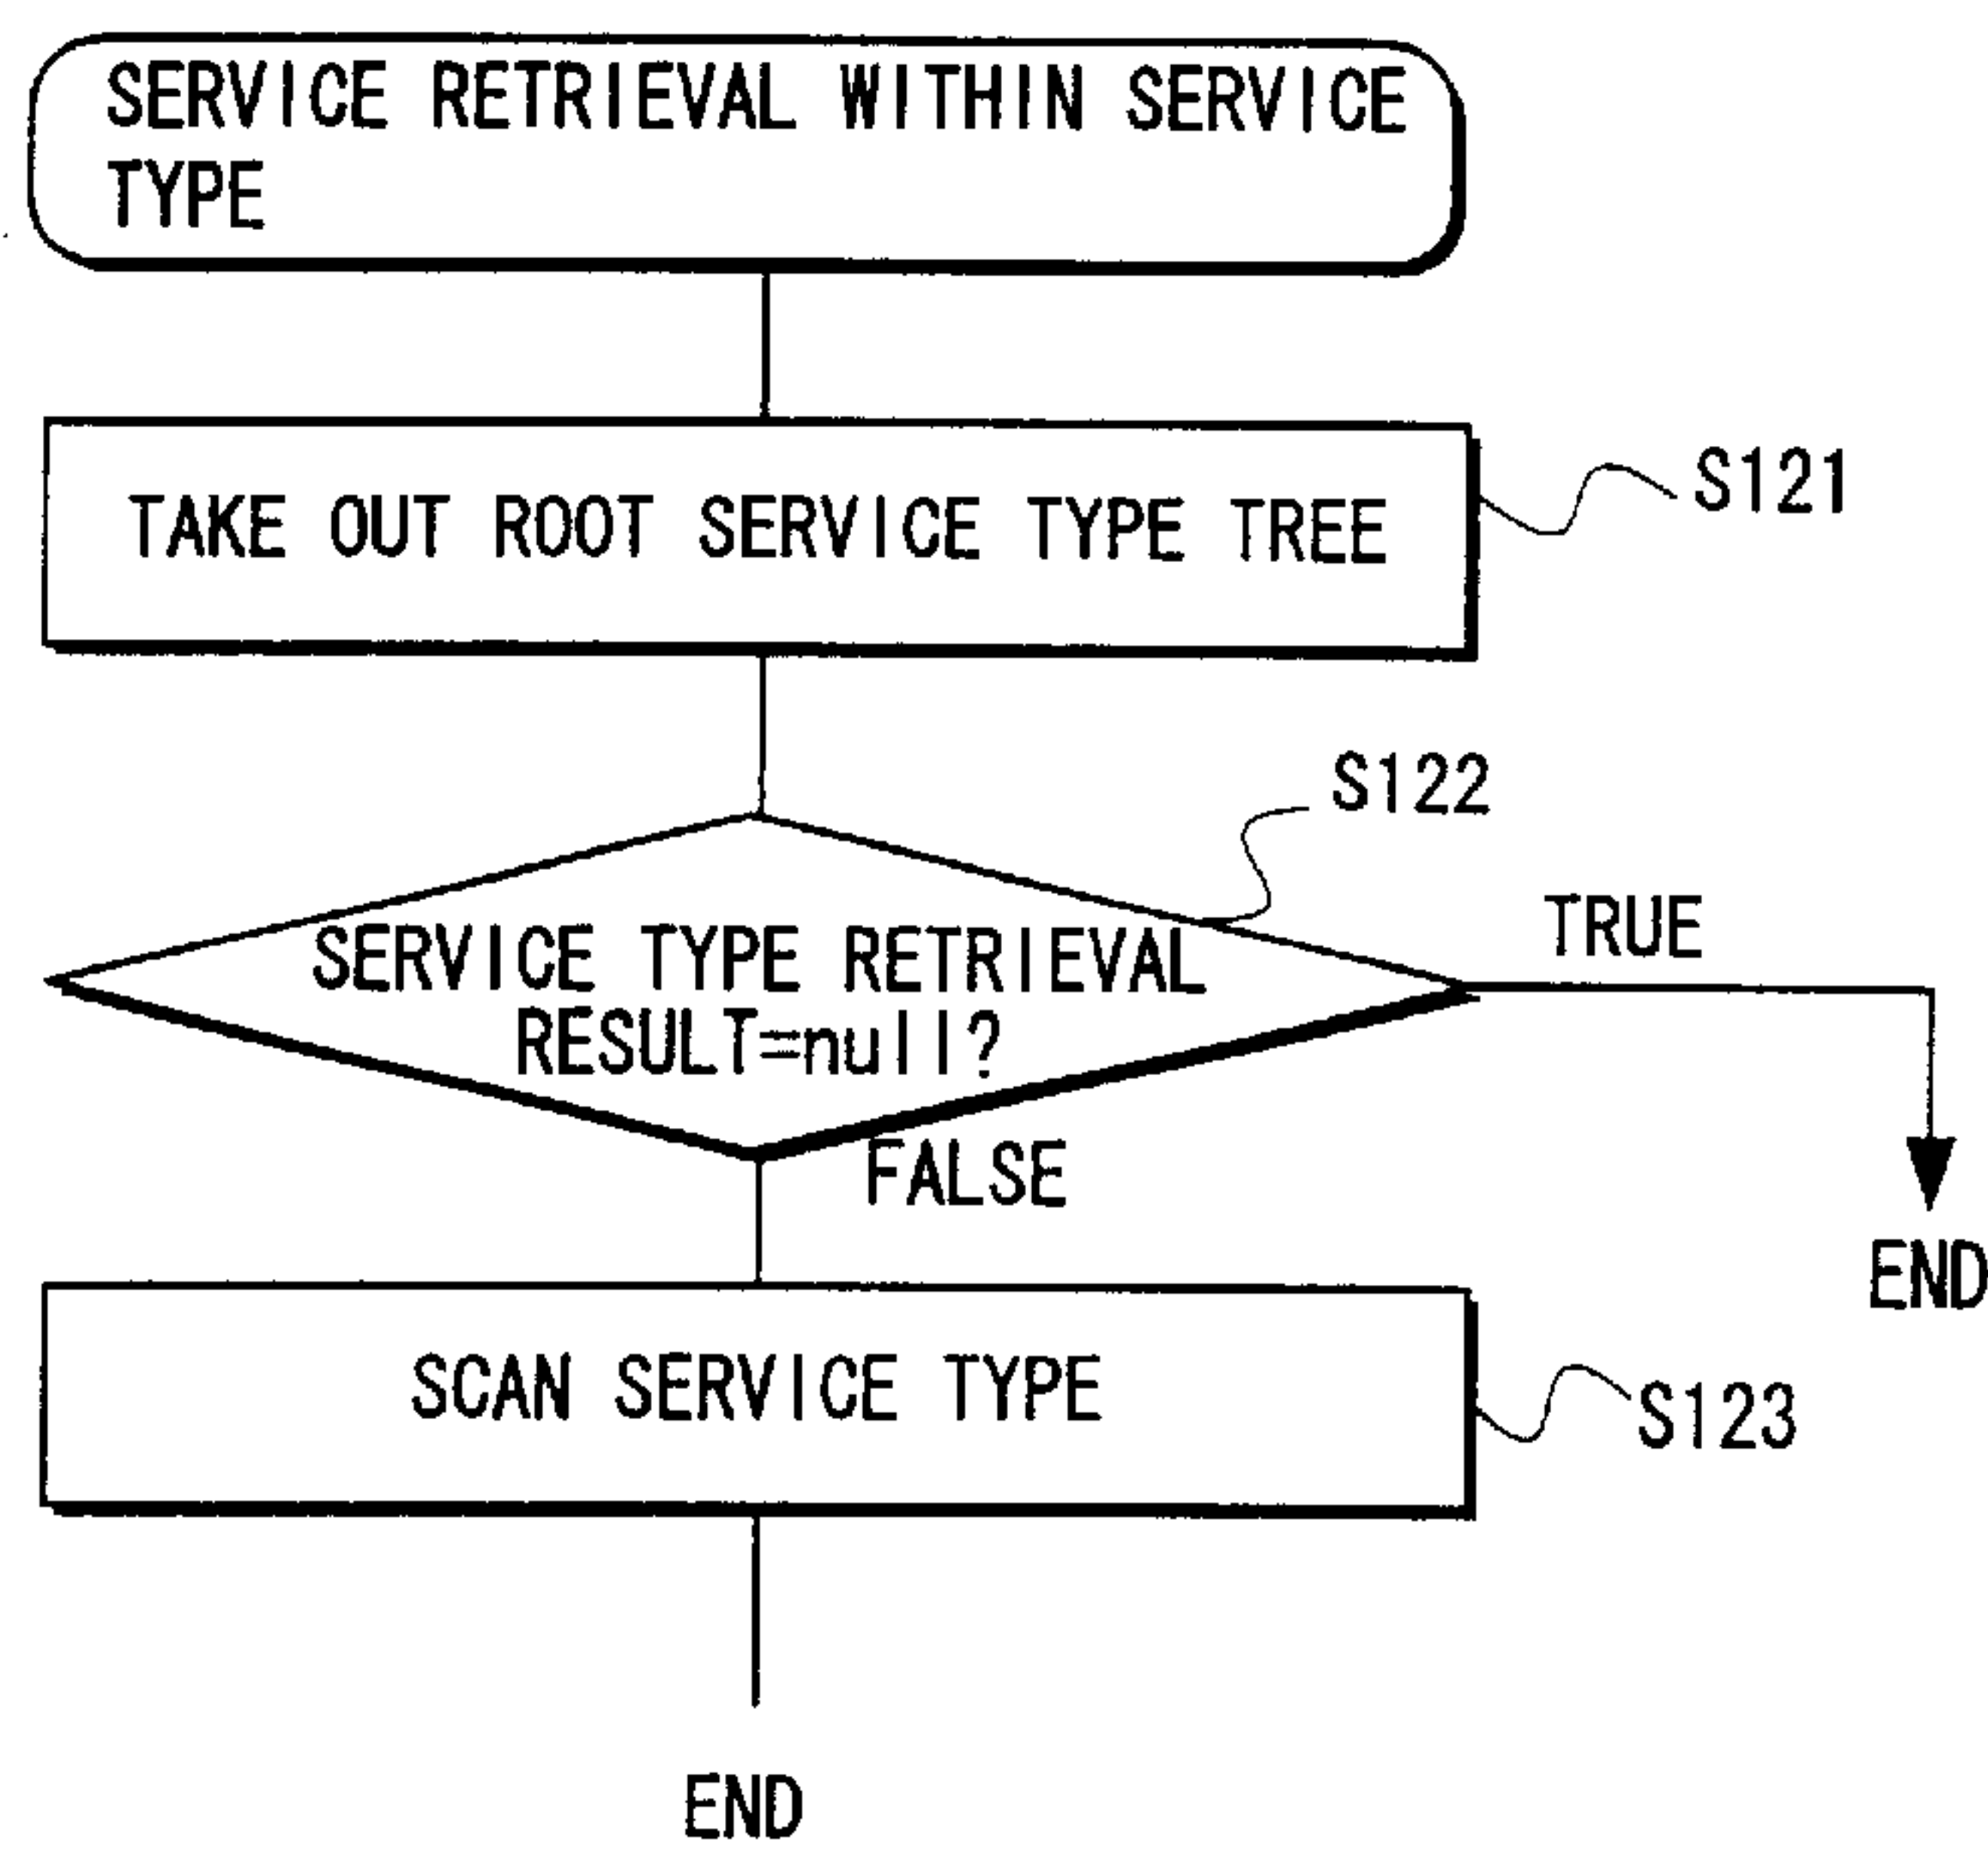 SERVICE RETRIEVAL WITHIN SERVICE
TYPE
TAKE OUT ROOT SERVICE TYPE TREE
S121
S122
SERVICE TYPE RETRIEVAL
RESULT=null?
TRUE
FALSE
END
SCAN SERVICE TYPE
S123
END